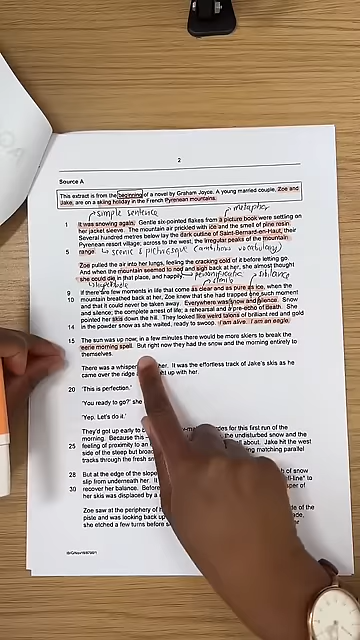 Source A
2
This extract is from the beginning of a novel by Graham Joyce. A young married couple, Zoe and
Jake, are on a skiing holiday in the French Pyrenean mountains.
simple sentence
metaphor
1 It was snowing again. Gentle six-pointed flakes from a picture book were settling on
her jacket sleeve. The mountain air prickled with ice and the smell of pine resin.
Several hundred metres below lay the dark outline of Saint-Bernard-en-Haut, their
Pyrenean resort village; across to the west, the irregular peaks of the mountain
5 range. scenic & picturesque vocabulary)
Zoe pulled the air into her lungs, feeling the cracking cold of it before letting go.
And when the mountain seemed to nod and sigh back at her, she almost thought
she could die in that place, and happily
personification
sibilance
simile
9 If there are few moments in life that come as clear and as pure as ice, when the
10 mountain breathed back at her, Zoe knew that she had trapped one such moment
and that it could never be taken away. Everywhere was snow and silence. Snow
and silence; the complete arrest of life; a rehearsal and a pre-echo of death. She
pointed her skis down the hill. They looked like weird talons of brilliant red and gold
14 in the powder snow as she waited, ready to swoop. I am alive. I am an eagle.
15 The sun was up now; in a few minutes there would be more skiers to break the
eerie morning spell. But right now they had the snow and the morning entirely to
themselves.
There was a whisper her. It was the effortless track of Jake's skis as he
came over the ridge up with her.
20 'This is perfection.'
'You ready to go?' she
'Yep. Let's do it.'
They'd got up early for this first run of the
morning. Because this the undisturbed snow and the
25 feeling of proximity to all about. Jake hit the west
side of the steep but broad matching parallel
tracks through the fresh sn
28 But at the edge of the slope of snow
slip from underneath her. It
30 recover her balance. Before
her skis was displaced by a
Zoe saw at the periphery of
piste and was looking back up
she etched a few turns before